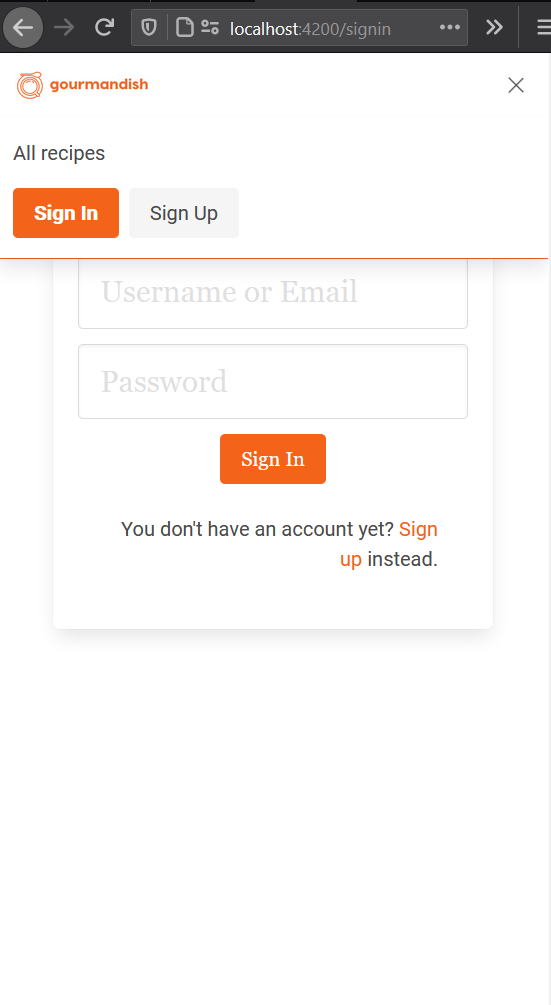 localhost:4200/signin
gourmandish
All recipes
Sign In
Sign Up
Username or Email
Password
Sign In
You don't have an account yet? Sign
up instead.